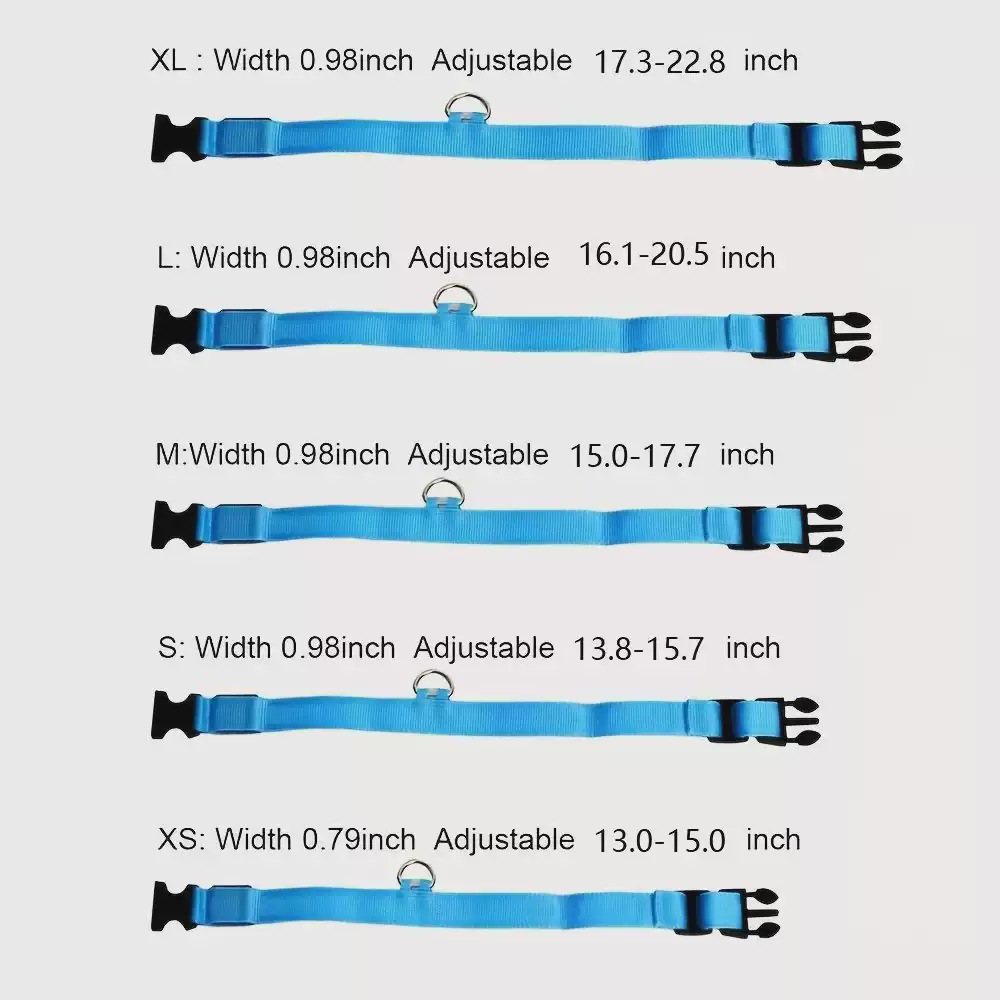 XL : Width 0.98inch Adjustable 17.3-22.8 inch
L: Width 0.98inch Adjustable 16.1-20.5 inch
M:Width 0.98inch Adjustable 15.0-17.7 inch
S: Width 0.98inch Adjustable 13.8-15.7 inch
XS: Width 0.79inch Adjustable 13.0-15.0 inch